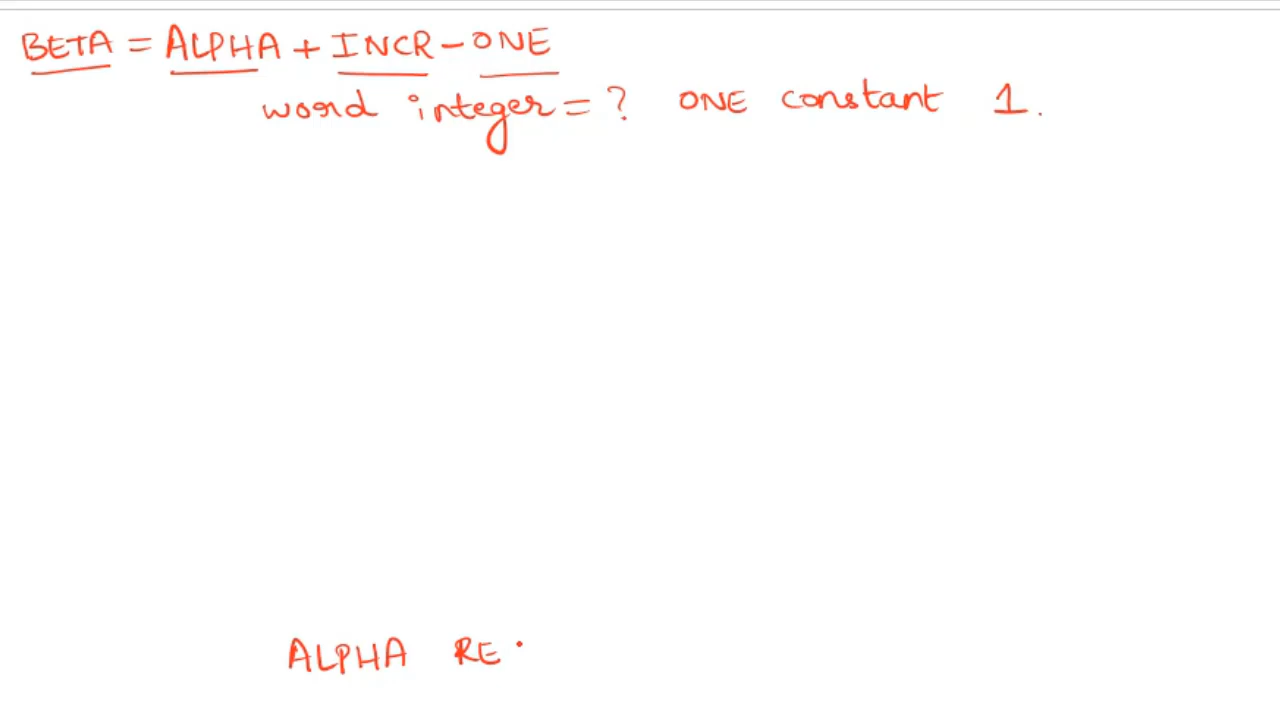 BETA = ALPHA + INCR - ONE
word integer = ? ONE constant 1.
ALPHA RE